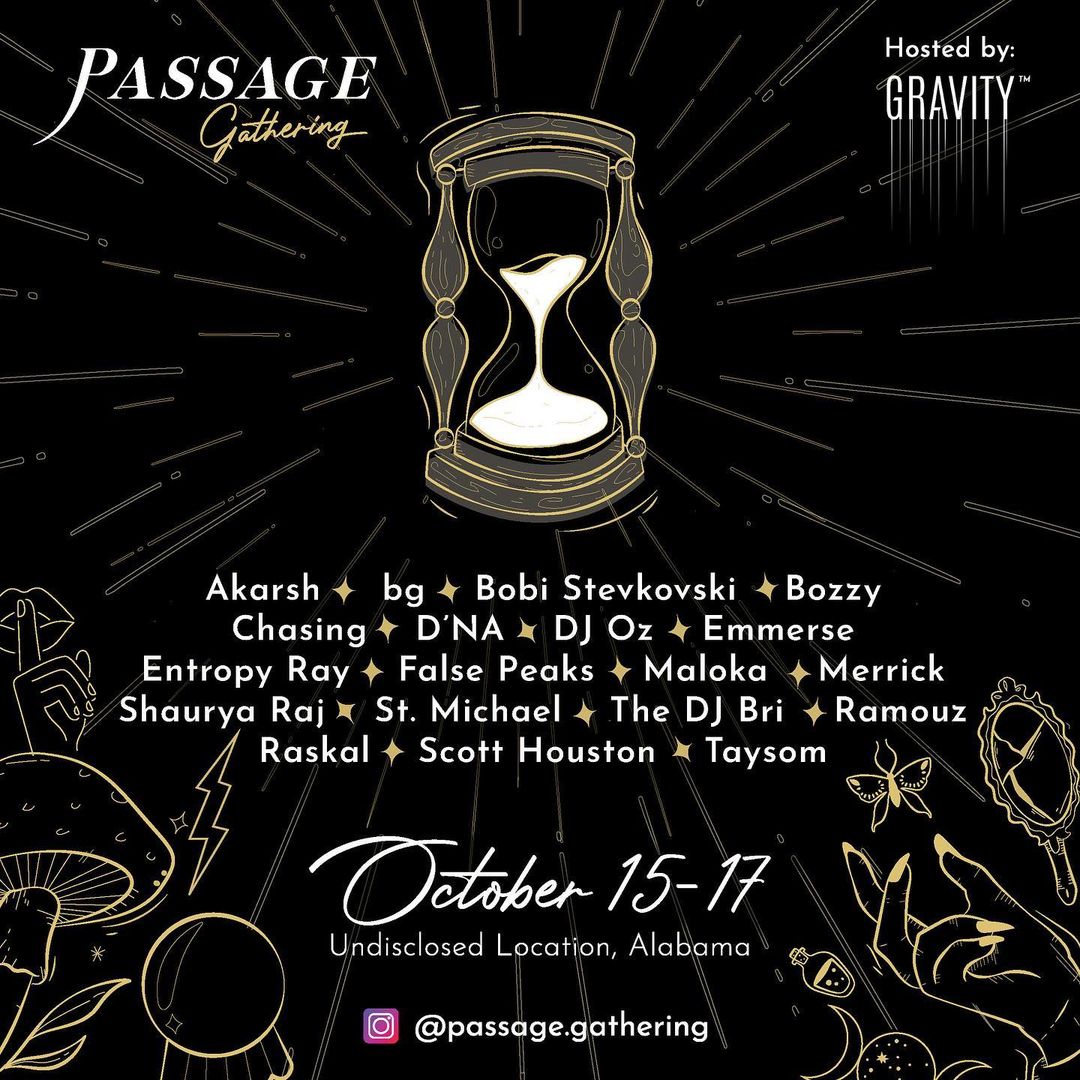 PASSAGE
Gathering
Hosted by:
GRAVITY™
Akarsh ✦ bg ✦ Bobi Stevkovski ✦ Bozzy
Chasing ✦ D’NA ✦ DJ Oz ✦ Emmerse
Entropy Ray ✦ False Peaks ✦ Maloka ✦ Merrick
Shaurya Raj ✦ St. Michael ✦ The DJ Bri ✦ Ramouz
Raskal ✦ Scott Houston ✦ Taysom
October 15-17
Undisclosed Location, Alabama
@passage.gathering